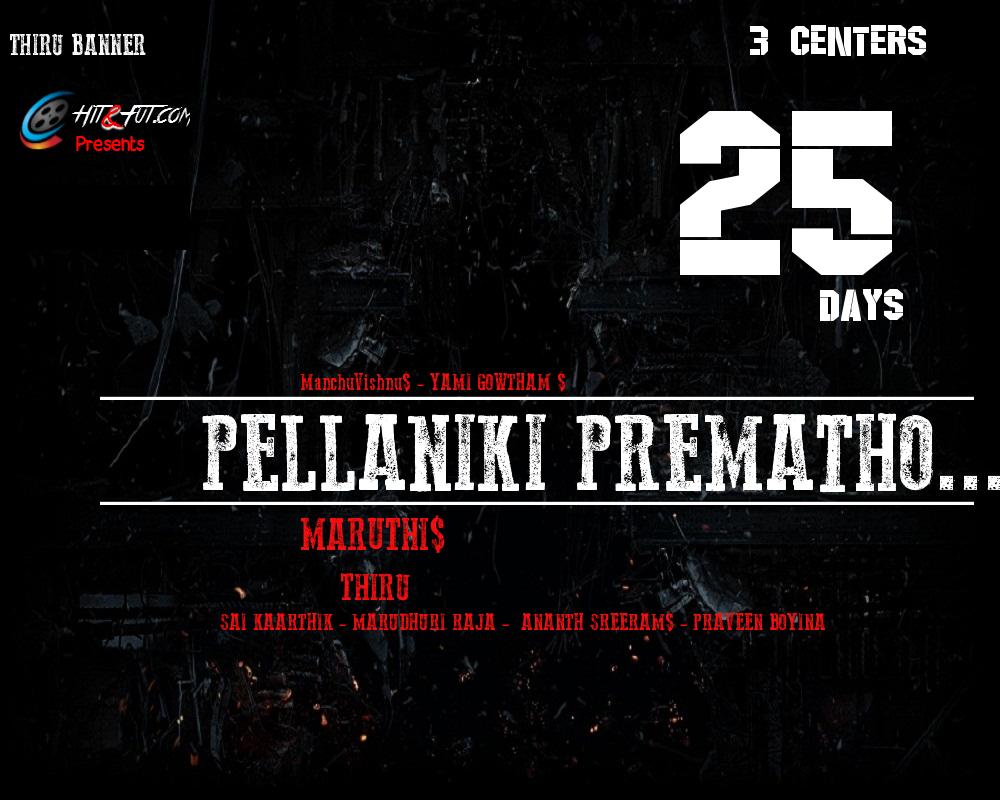 THIRU BANNER
3 CENTERS
HIT&FUT.COM
Presents
25
DAYS
ManchuVishnu$ - YAMI GOWTHAM $
PELLANIKI PREMATHO...
MARUTHI$
THIRU
SAI KAARTHIK - MARUDHURI RAJA - ANANTH SREERAM$ - PRAVEEN BOYINA